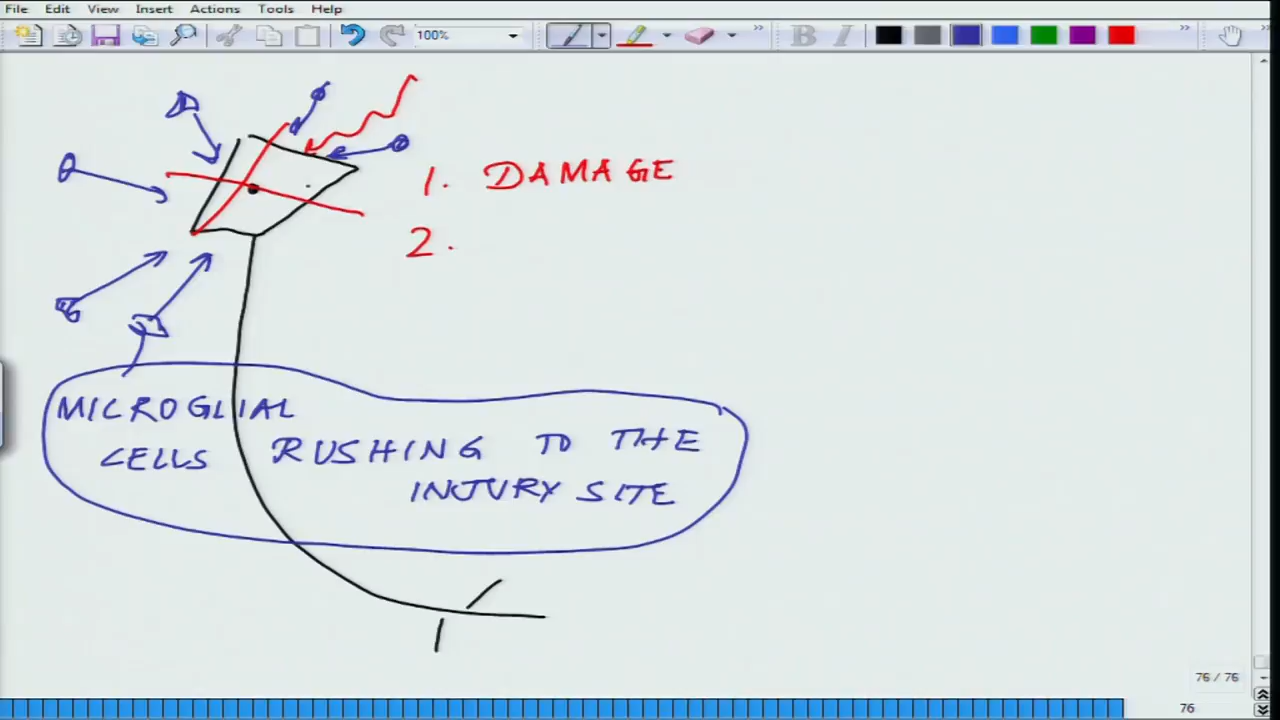 File Edit View Insert Actions Tools Help
100%
B I
1. DAMAGE
2.
MICROGLIAL
CELLS RUSHING TO THE
INJURY SITE
76 / 76
76